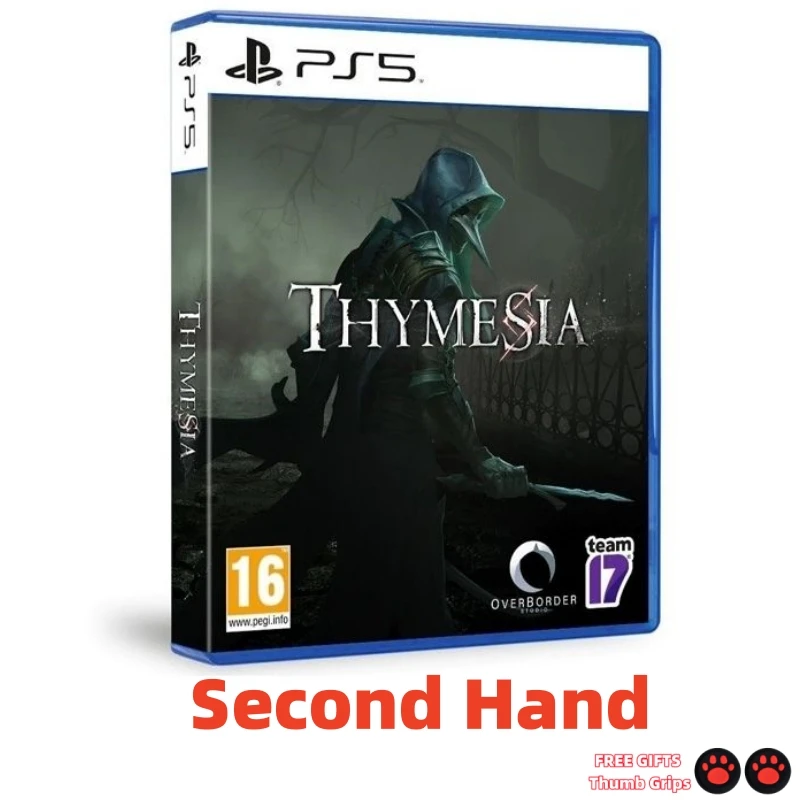 PS5
PS5
THYMESIA
THYMESIA
16
www.pegi.info
OVERBORDER
STUDIO
team
17
Second Hand
FREE GIFTS
Thumb Grips